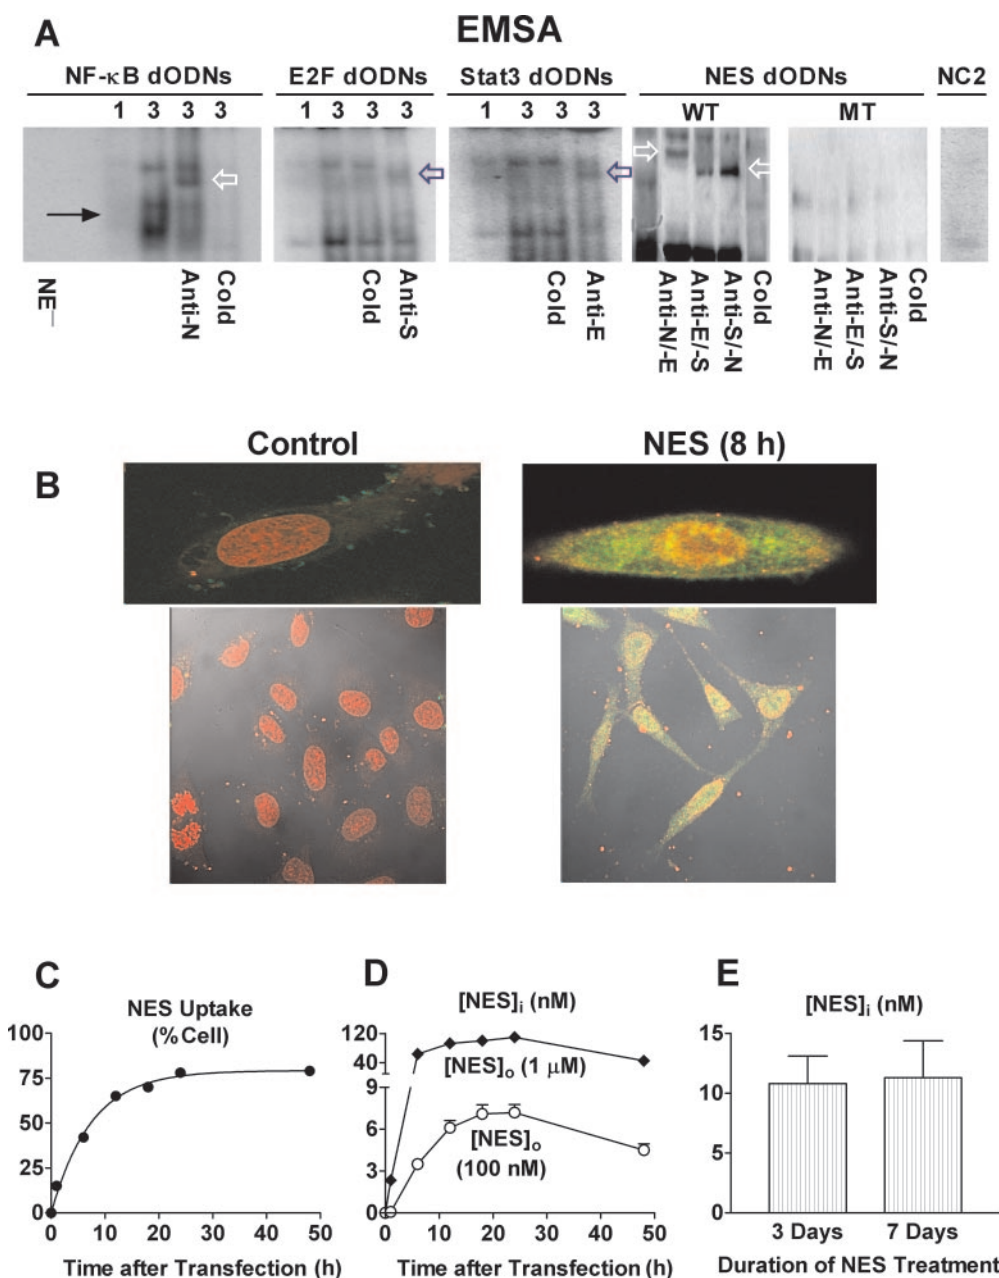 A
EMSA
NF-κB dODNs
E2F dODNs
Stat3 dODNs
NES dODNs
NC2
1 3 3 3
1 3 3 3
1 3 3 3
WT
MT
NE
Anti-N
Cold
Cold
Anti-S
Cold
Anti-E
Anti-N/-E
Anti-E/-S
Anti-S/-N
Cold
Anti-N/-E
Anti-E/-S
Anti-S/-N
Cold
B
Control
NES (8 h)
C
NES Uptake
(%Cell)
100
75
50
25
0
0 10 20 30 40 50
Time after Transfection (h)
D
[NES]i (nM)
120
40
9
6
3
0
[NES]o (1 μM)
[NES]o
(100 nM)
0 10 20 30 40 50
Time after Transfection (h)
E
[NES]i (nM)
15
10
5
0
3 Days
7 Days
Duration of NES Treatment